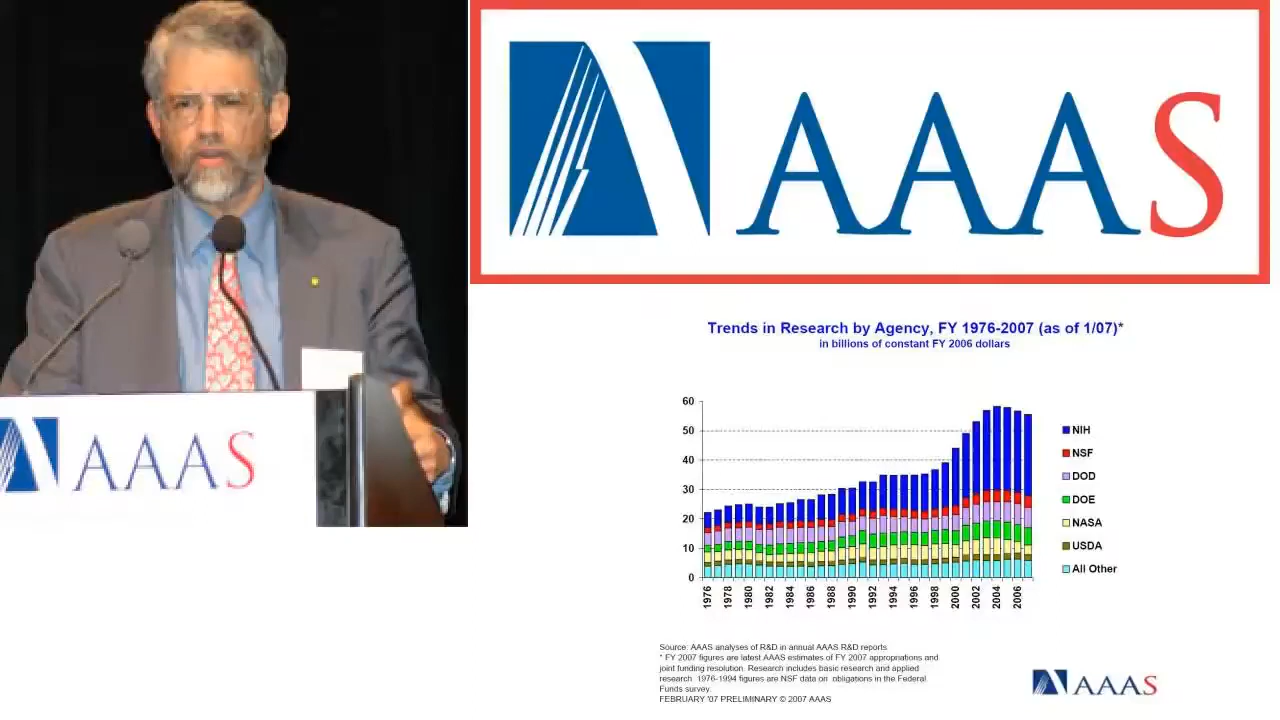 AAAS
AAAS
Trends in Research by Agency, FY 1976-2007 (as of 1/07)*
in billions of constant FY 2006 dollars
60
50
40
30
20
10
0
1976
1978
1980
1982
1984
1986
1988
1990
1992
1994
1996
1998
2000
2002
2004
2006
NIH
NSF
DOD
DOE
NASA
USDA
All Other
Source: AAAS analyses of R&D in annual AAAS R&D reports
* FY 2007 figures are latest AAAS estimates of FY 2007 appropriations and
joint funding resolution. Research includes basic research and applied
research  1976-1994 figures are NSF data on  obligations in the Federal
Funds survey.
FEBRUARY '07 PRELIMINARY © 2007 AAAS
AAAS